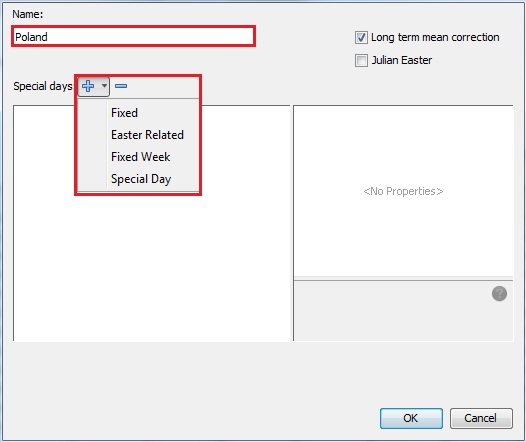 Name:
Poland
Long term mean correction
Julian Easter
Special days
Fixed
Easter Related
Fixed Week
Special Day
<No Properties>
?
OK
Cancel